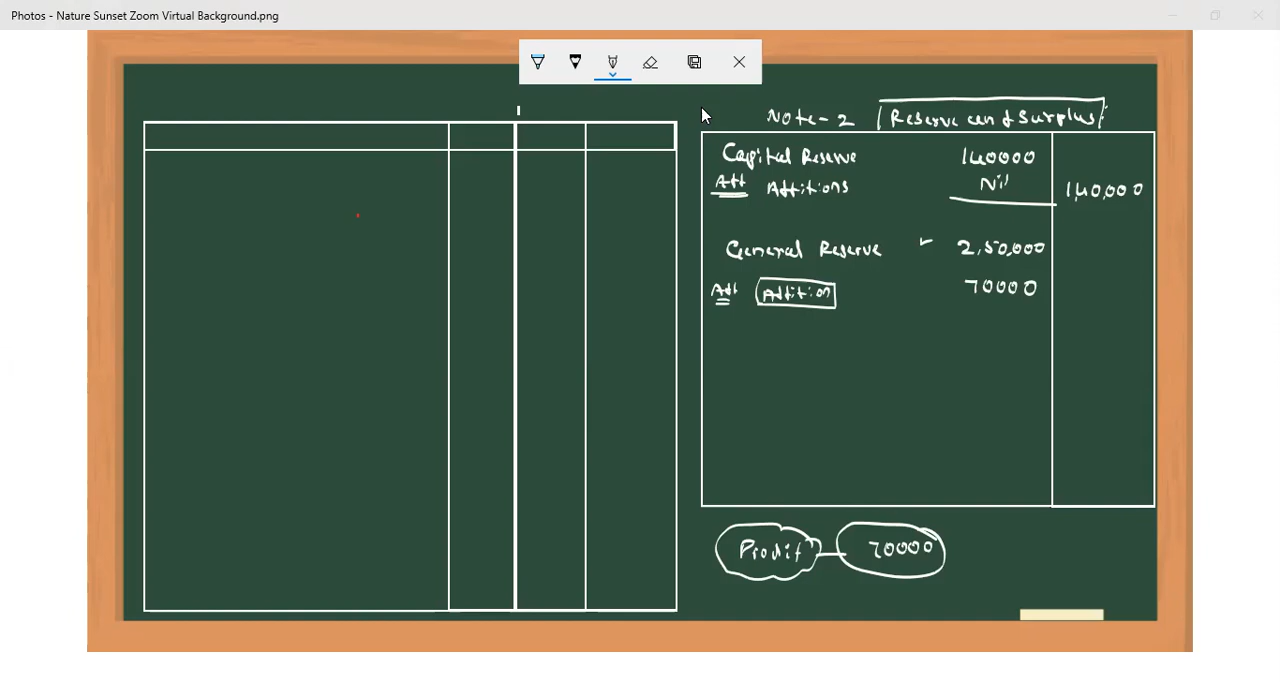 Photos - Nature Sunset Zoom Virtual Background.png
Note-2 Reserve and Surplus
Capital Reserve 140000
Add Additions Nil 1,40,000
General Reserve 2,50,000
Add Addition 70000
Profit - 70000